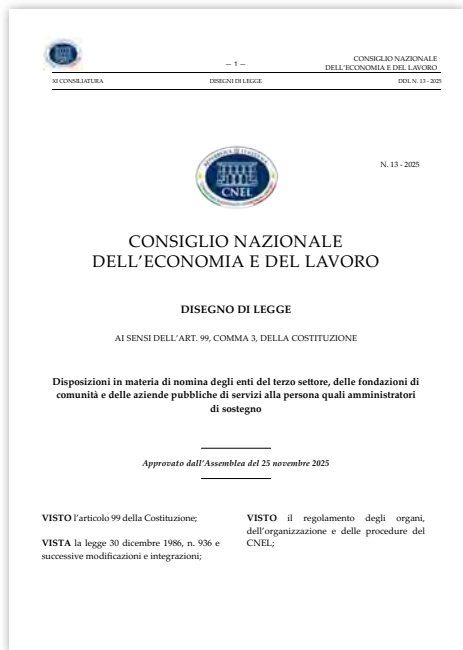 — 1 —
CONSIGLIO NAZIONALE
DELL'ECONOMIA E DEL LAVORO
XI CONSILIATURA DISEGNI DI LEGGE DDL N. 13 - 2025
N. 13 - 2025
REPUBBLICA ITALIANA
CNEL
CONSIGLIO NAZIONALE
DELL'ECONOMIA E DEL LAVORO
DISEGNO DI LEGGE
AI SENSI DELL'ART. 99, COMMA 3, DELLA COSTITUZIONE
Disposizioni in materia di nomina degli enti del terzo settore, delle fondazioni di
comunità e delle aziende pubbliche di servizi alla persona quali amministratori
di sostegno
Approvato dall'Assemblea del 25 novembre 2025
VISTO l'articolo 99 della Costituzione;
VISTA la legge 30 dicembre 1986, n. 936 e
successive modificazioni e integrazioni;
VISTO il regolamento degli organi,
dell'organizzazione e delle procedure del
CNEL;